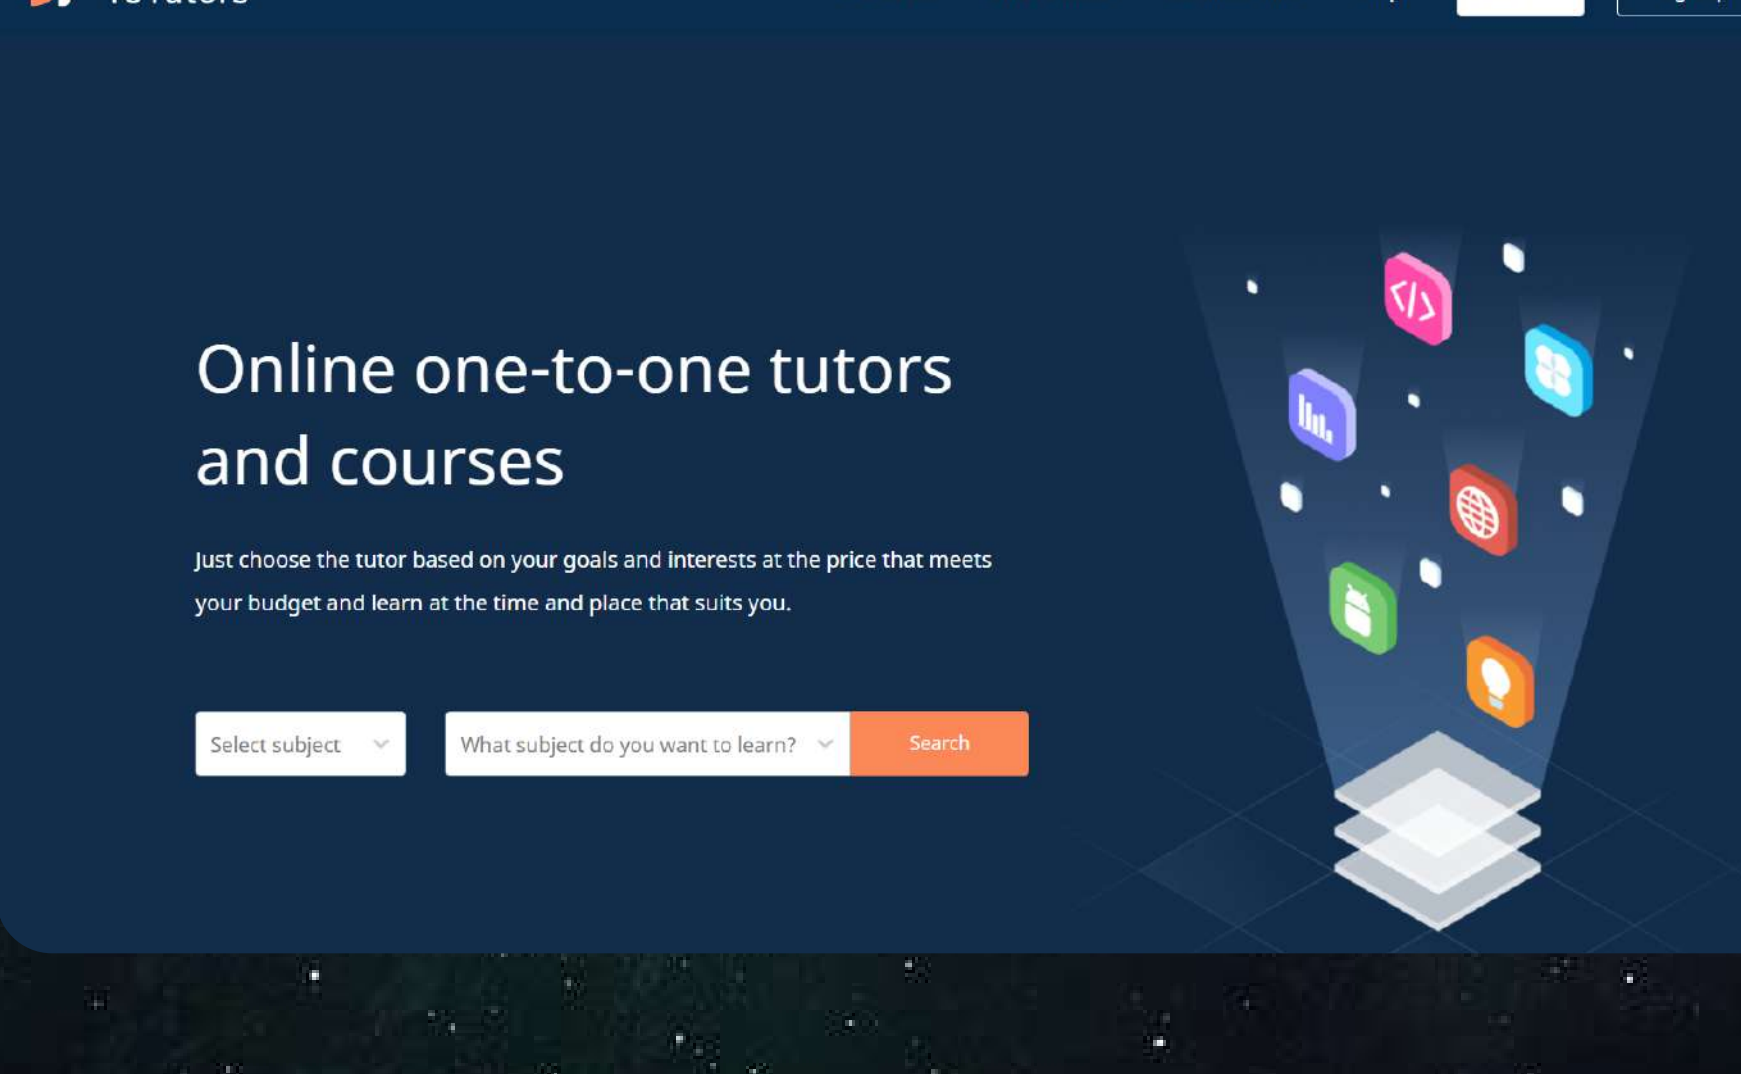 Online one-to-one tutors
and courses
Just choose the tutor based on your goals and interests at the price that meets
your budget and learn at the time and place that suits you.
Select subject
What subject do you want to learn?
Search